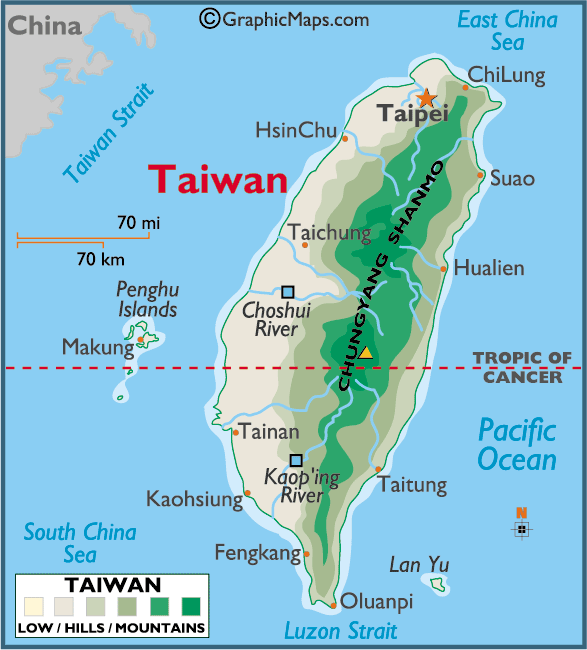 ©GraphicMaps.com
China
East China
Sea
Taiwan Strait
ChiLung
Taipei
HsinChu
Taiwan
Suao
70 mi
70 km
Taichung
CHUNGYANG SHANMO
Hualien
Penghu
Islands
Choshui
River
Makung
TROPIC OF
CANCER
Tainan
Pacific
Ocean
Kaop'ing
River
Taitung
Kaohsiung
N
South China
Sea
Fengkang
Lan Yu
TAIWAN
LOW / HILLS / MOUNTAINS
Oluanpi
Luzon Strait